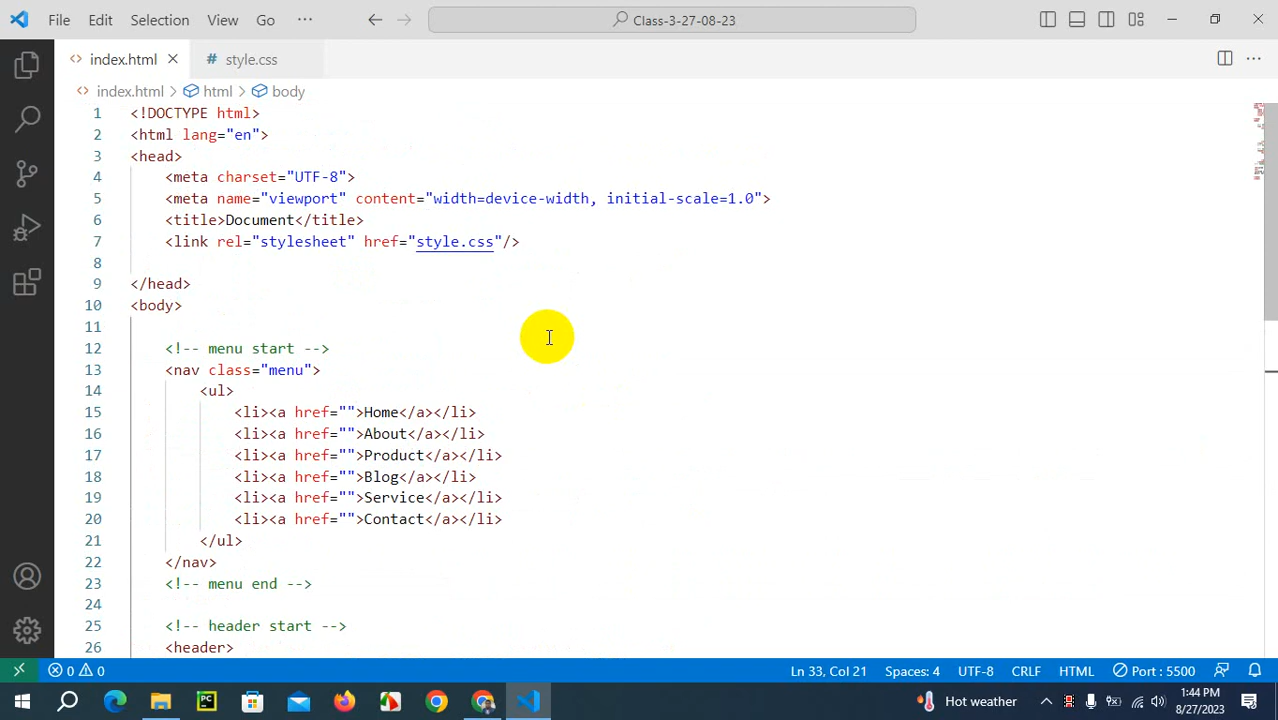 File Edit Selection View Go ··· Class-3-27-08-23
index.html style.css
index.html > html > body
1 <!DOCTYPE html>
2 <html lang="en">
3 <head>
4 <meta charset="UTF-8">
5 <meta name="viewport" content="width=device-width, initial-scale=1.0">
6 <title>Document</title>
7 <link rel="stylesheet" href="style.css"/>
8
9 </head>
10 <body>
11
12 <!-- menu start -->
13 <nav class="menu">
14 <ul>
15 <li><a href="">Home</a></li>
16 <li><a href="">About</a></li>
17 <li><a href="">Product</a></li>
18 <li><a href="">Blog</a></li>
19 <li><a href="">Service</a></li>
20 <li><a href="">Contact</a></li>
21 </ul>
22 </nav>
23 <!-- menu end -->
24
25 <!-- header start -->
26 <header>
0 0 Ln 33, Col 21 Spaces: 4 UTF-8 CRLF HTML Port : 5500
PC Hot weather 1:44 PM
8/27/2023